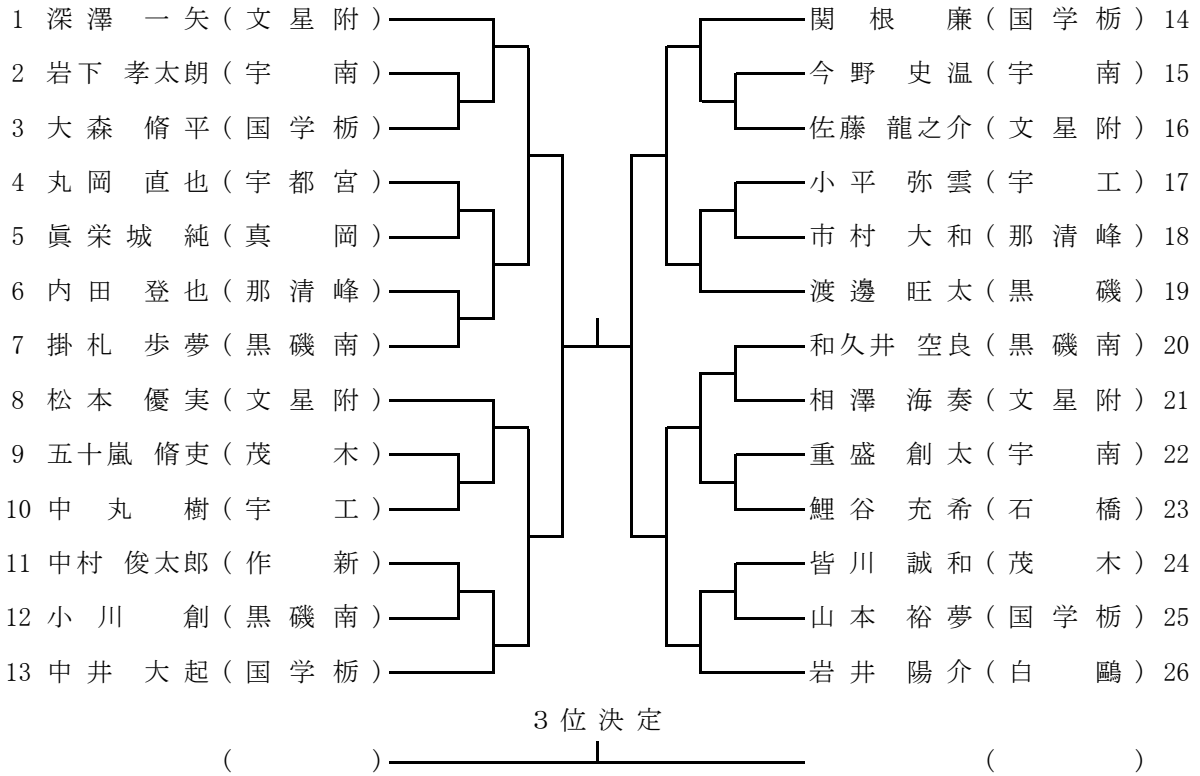 1 深澤 一矢 (文星附)
2 岩下 孝太朗 (宇南)
3 大森 脩平 (国学栃)
4 丸岡 直也 (宇都宮)
5 眞栄城 純 (真岡)
6 内田 登也 (那清峰)
7 掛札 歩夢 (黒磯南)
8 松本 優実 (文星附)
9 五十嵐 脩吏 (茂木)
10 中丸 樹 (宇工)
11 中村 俊太郎 (作新)
12 小川 創 (黒磯南)
13 中井 大起 (国学栃)
関根 廉 (国学栃) 14
今野 史温 (宇南) 15
佐藤 龍之介 (文星附) 16
小平 弥雲 (宇工) 17
市村 大和 (那清峰) 18
渡邊 旺太 (黒磯) 19
和久井 空良 (黒磯南) 20
相澤 海奏 (文星附) 21
重盛 創太 (宇南) 22
鯉谷 充希 (石橋) 23
皆川 誠和 (茂木) 24
山本 裕夢 (国学栃) 25
岩井 陽介 (白鷗) 26
3位決定
( ) ( )